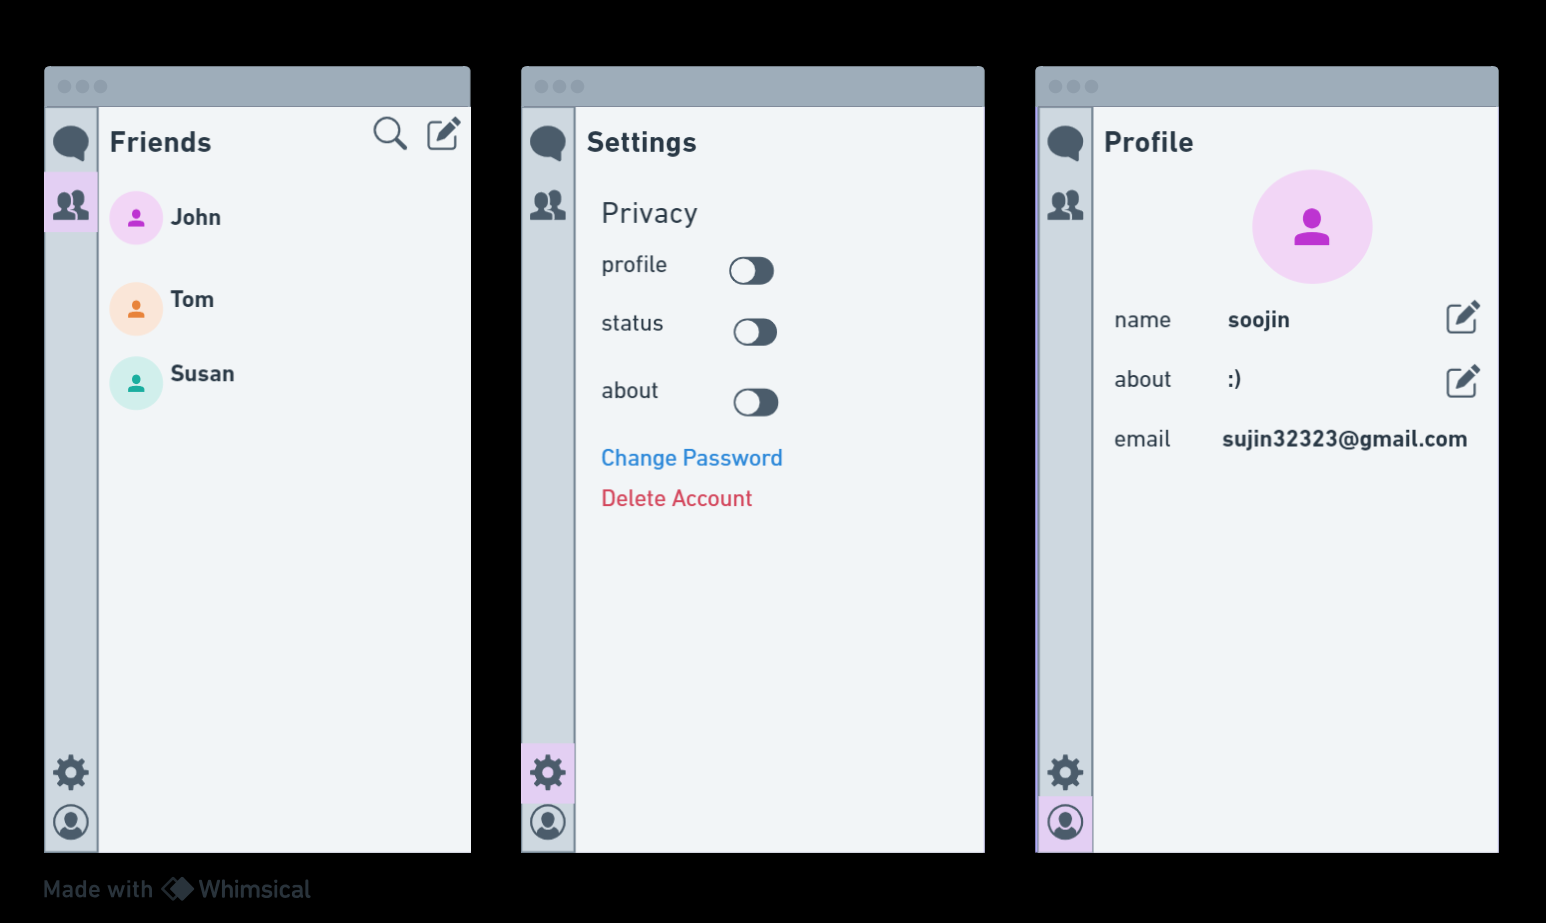 Friends
John
Tom
Susan
Settings
Privacy
profile
status
about
Change Password
Delete Account
Profile
name soojin
about :)
email sujin32323@gmail.com
Made with Whimsical